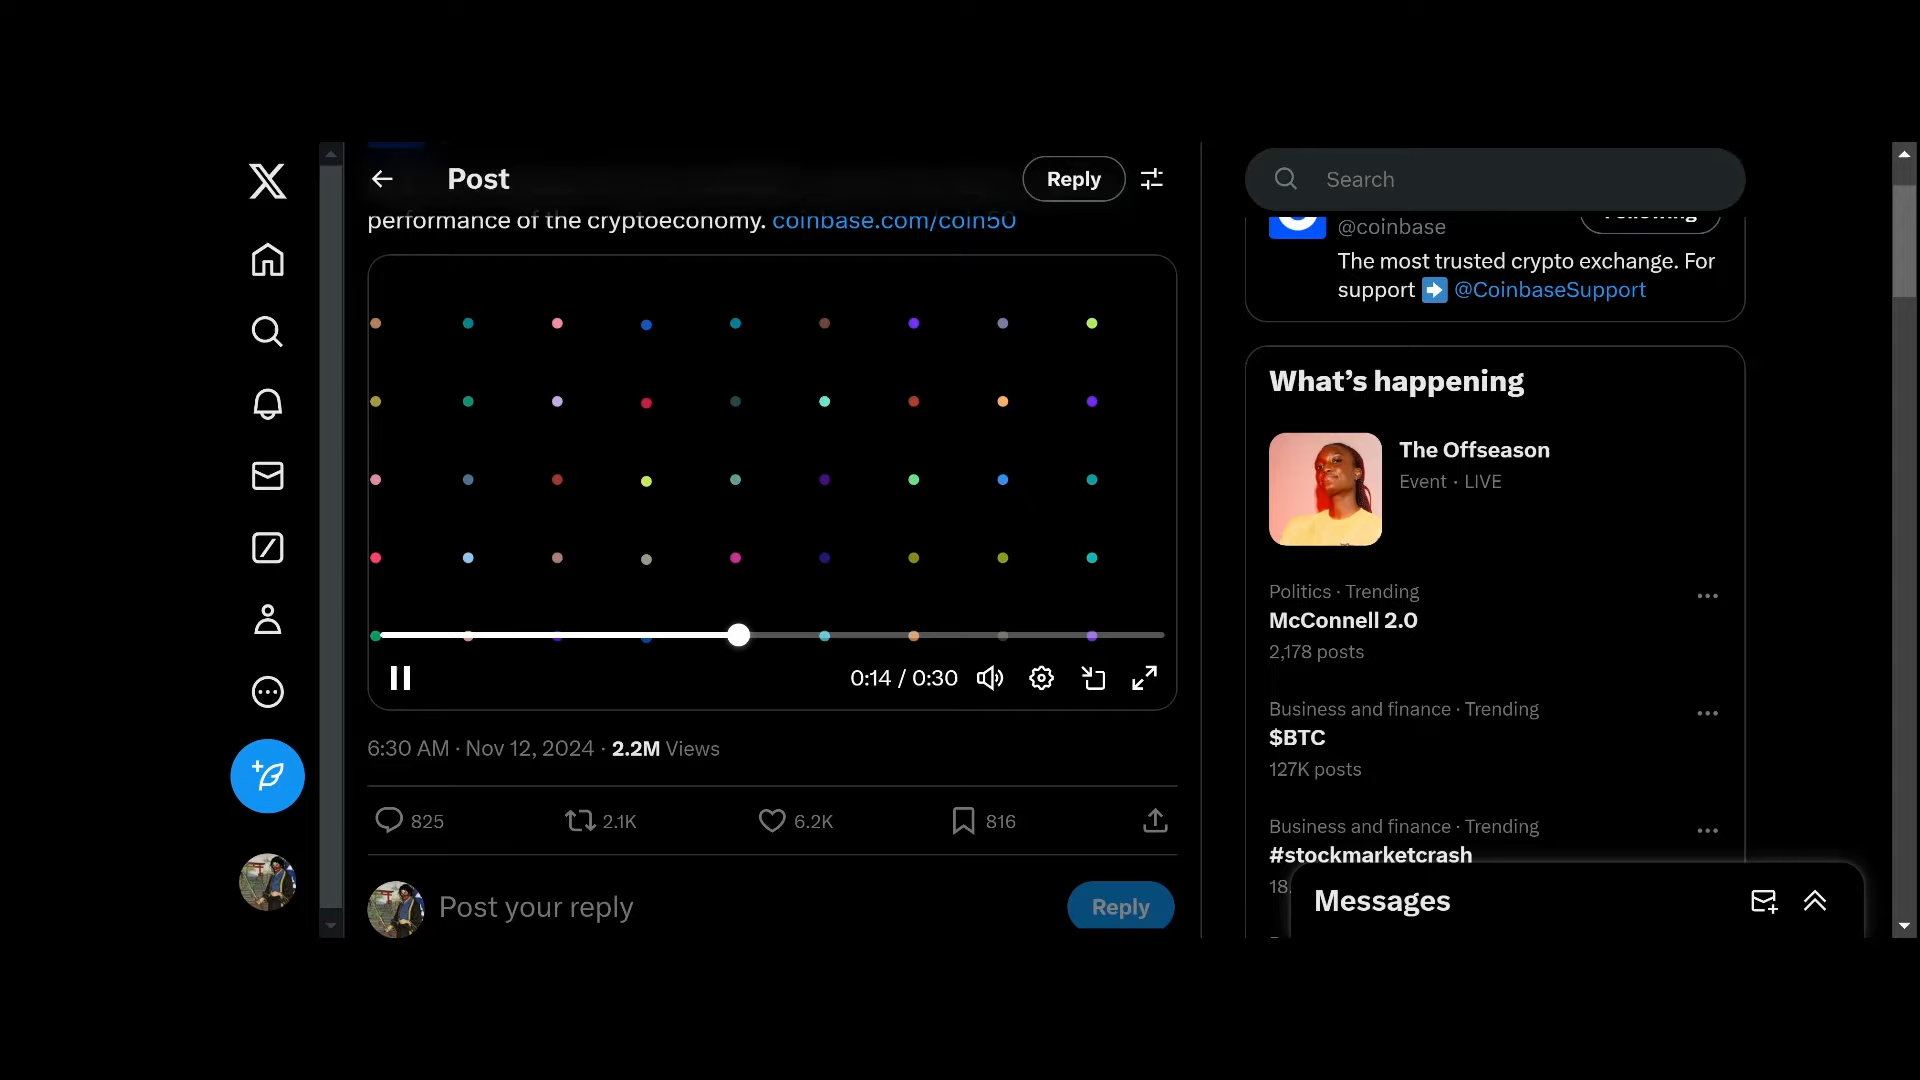 Post
Reply
performance of the cryptoeconomy. coinbase.com/coin50
0:14 / 0:30
6:30 AM · Nov 12, 2024 · 2.2M Views
825
2.1K
6.2K
816
Post your reply
Reply
Search
@coinbase
Following
The most trusted crypto exchange. For
support ➡️ @CoinbaseSupport
What's happening
The Offseason
Event · LIVE
Politics · Trending
McConnell 2.0
2,178 posts
Business and finance · Trending
$BTC
127K posts
Business and finance · Trending
#stockmarketcrash
Messages